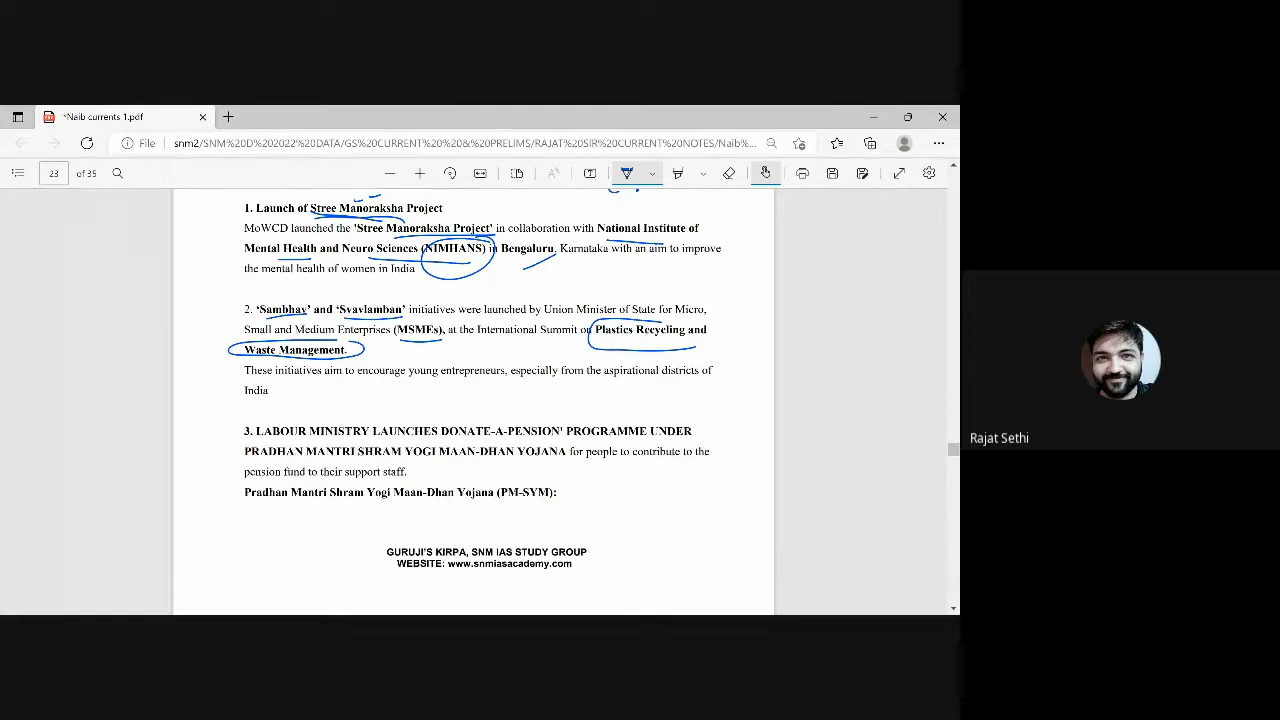 *Naib currents 1.pdf
File
snm2/SNM%20D%202022%20DATA/GS%20CURRENT%20%20&%20PRELIMS/RAJAT%20SIR%20CURRENT%20NOTES/Naib%...
23 of 35
1. Launch of Stree Manoraksha Project
MoWCD launched the 'Stree Manoraksha Project' in collaboration with National Institute of
Mental Health and Neuro Sciences (NIMHANS) in Bengaluru, Karnataka with an aim to improve
the mental health of women in India
2. ‘Sambhav’ and ‘Svavlamban’ initiatives were launched by Union Minister of State for Micro,
Small and Medium Enterprises (MSMEs), at the International Summit on Plastics Recycling and
Waste Management.
These initiatives aim to encourage young entrepreneurs, especially from the aspirational districts of
India
3. LABOUR MINISTRY LAUNCHES DONATE-A-PENSION' PROGRAMME UNDER
PRADHAN MANTRI SHRAM YOGI MAAN-DHAN YOJANA for people to contribute to the
pension fund to their support staff.
Pradhan Mantri Shram Yogi Maan-Dhan Yojana (PM-SYM):
GURUJI'S KIRPA, SNM IAS STUDY GROUP
WEBSITE: www.snmiasacademy.com
Rajat Sethi